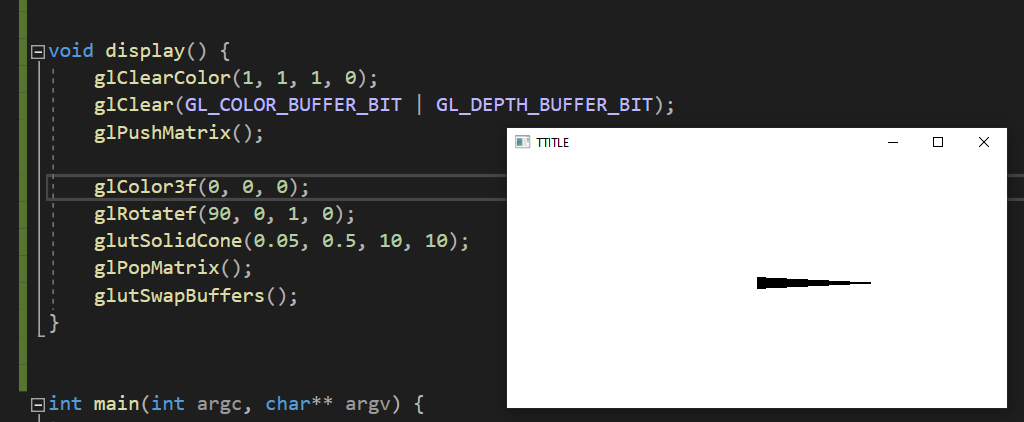 void display() {
glClearColor(1, 1, 1, 0);
glClear(GL_COLOR_BUFFER_BIT | GL_DEPTH_BUFFER_BIT);
glPushMatrix();
TTITLE
glColor3f(0, 0, 0);
glRotatef(90, 0, 1, 0);
glutSolidCone(0.05, 0.5, 10, 10);
glPopMatrix();
glutSwapBuffers();
}
int main(int argc, char** argv) {